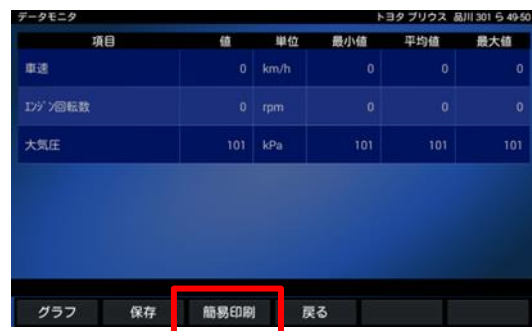 データモニタ トヨタ プリウス 品川 301 ら 49-50
項目 値 単位 最小値 平均値 最大値
車速 0 km/h 0 0 0
ｴﾝｼﾞﾝ回転数 0 rpm 0 0 0
大気圧 101 kPa 101 101 101
グラフ 保存 簡易印刷 戻る